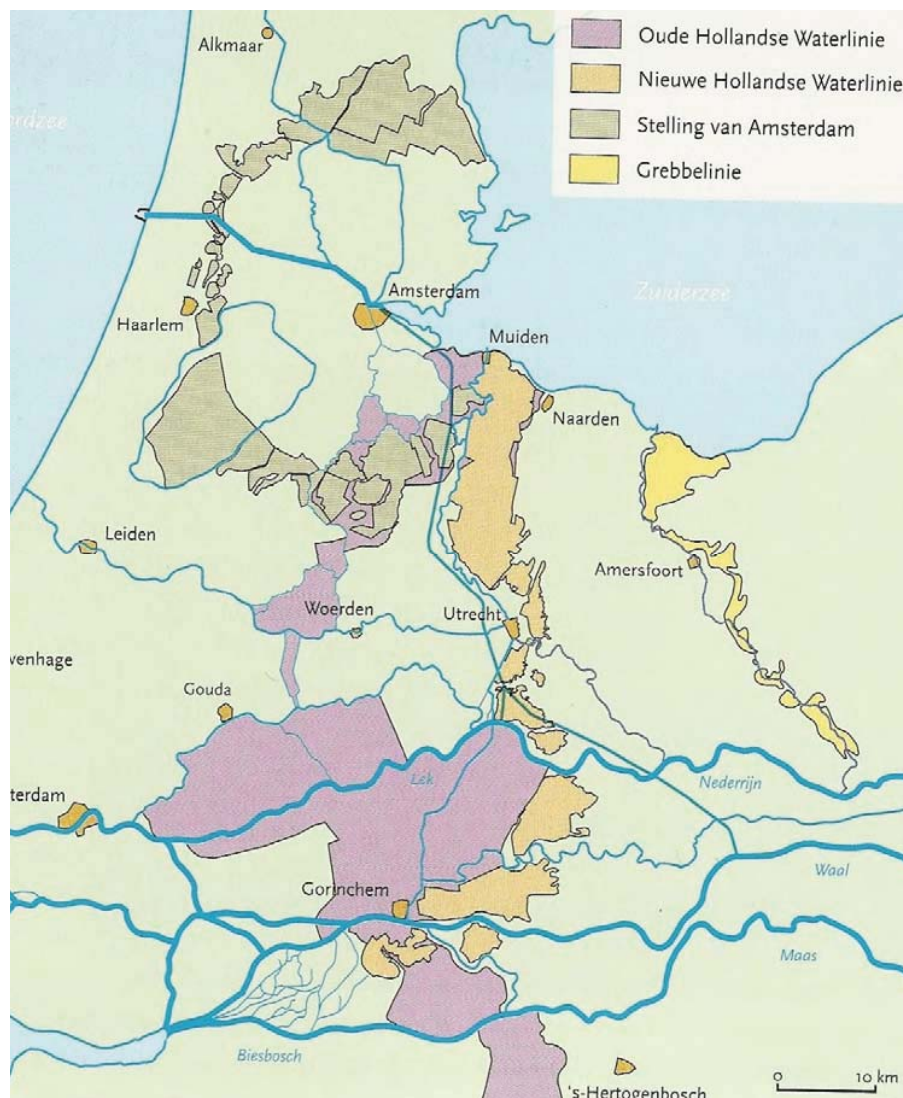 Alkmaar
Oude Hollandse Waterlinie
Nieuwe Hollandse Waterlinie
Stelling van Amsterdam
Grebbelinie
ordzee
Zuiderzee
Amsterdam
Haarlem
Muiden
Naarden
Leiden
Amersfoort
Woerden
Utrecht
venhage
Gouda
Lek
Nederrijn
terdam
Waal
Gorinchem
Maas
Biesbosch
's-Hertogenbosch
0 10 km